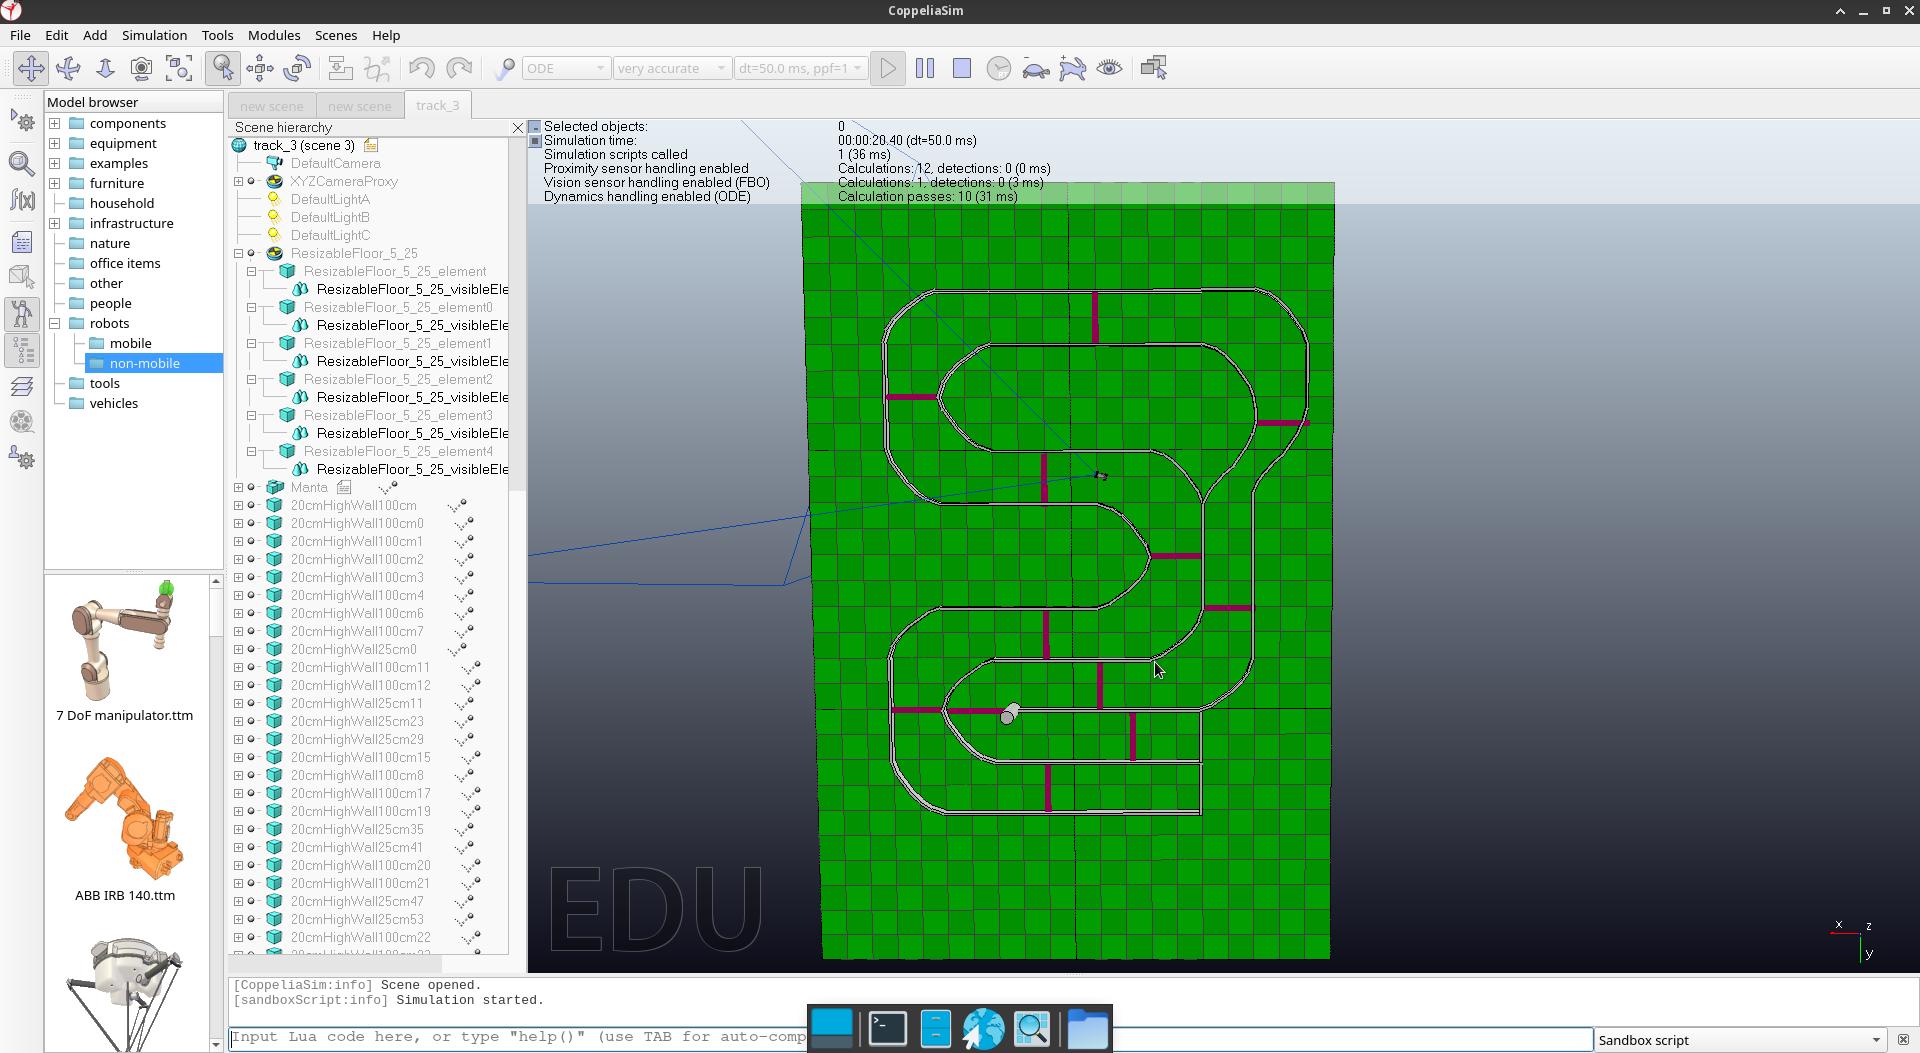 CoppeliaSim
File Edit Add Simulation Tools Modules Scenes Help
ODE very accurate dt=50.0 ms, ppf=1
Model browser
components
equipment
examples
furniture
household
infrastructure
nature
office items
other
people
robots
mobile
non-mobile
tools
vehicles
7 DoF manipulator.ttm
ABB IRB 140.ttm
new scene new scene track_3
Scene hierarchy
track_3 (scene 3)
DefaultCamera
XYZCameraProxy
DefaultLightA
DefaultLightB
DefaultLightC
ResizableFloor_5_25
ResizableFloor_5_25_element
ResizableFloor_5_25_visibleEle
ResizableFloor_5_25_element0
ResizableFloor_5_25_visibleEle
ResizableFloor_5_25_element1
ResizableFloor_5_25_visibleEle
ResizableFloor_5_25_element2
ResizableFloor_5_25_visibleEle
ResizableFloor_5_25_element3
ResizableFloor_5_25_visibleEle
ResizableFloor_5_25_element4
ResizableFloor_5_25_visibleEle
Manta
20cmHighWall100cm
20cmHighWall100cm0
20cmHighWall100cm1
20cmHighWall100cm2
20cmHighWall100cm3
20cmHighWall100cm4
20cmHighWall100cm6
20cmHighWall100cm7
20cmHighWall25cm0
20cmHighWall100cm11
20cmHighWall100cm12
20cmHighWall25cm11
20cmHighWall25cm23
20cmHighWall25cm29
20cmHighWall100cm15
20cmHighWall100cm8
20cmHighWall100cm17
20cmHighWall100cm19
20cmHighWall25cm35
20cmHighWall25cm41
20cmHighWall100cm20
20cmHighWall100cm21
20cmHighWall25cm47
20cmHighWall25cm53
20cmHighWall100cm22
Selected objects: 0
Simulation time: 00:00:20.40 (dt=50.0 ms)
Simulation scripts called 1 (36 ms)
Proximity sensor handling enabled Calculations: 12, detections: 0 (0 ms)
Vision sensor handling enabled (FBO) Calculations: 1, detections: 0 (3 ms)
Dynamics handling enabled (ODE) Calculation passes: 10 (31 ms)
EDU
x z
y
[CoppeliaSim:info] Scene opened.
[sandboxScript:info] Simulation started.
Input Lua code here, or type "help()" (use TAB for auto-comp
Sandbox script